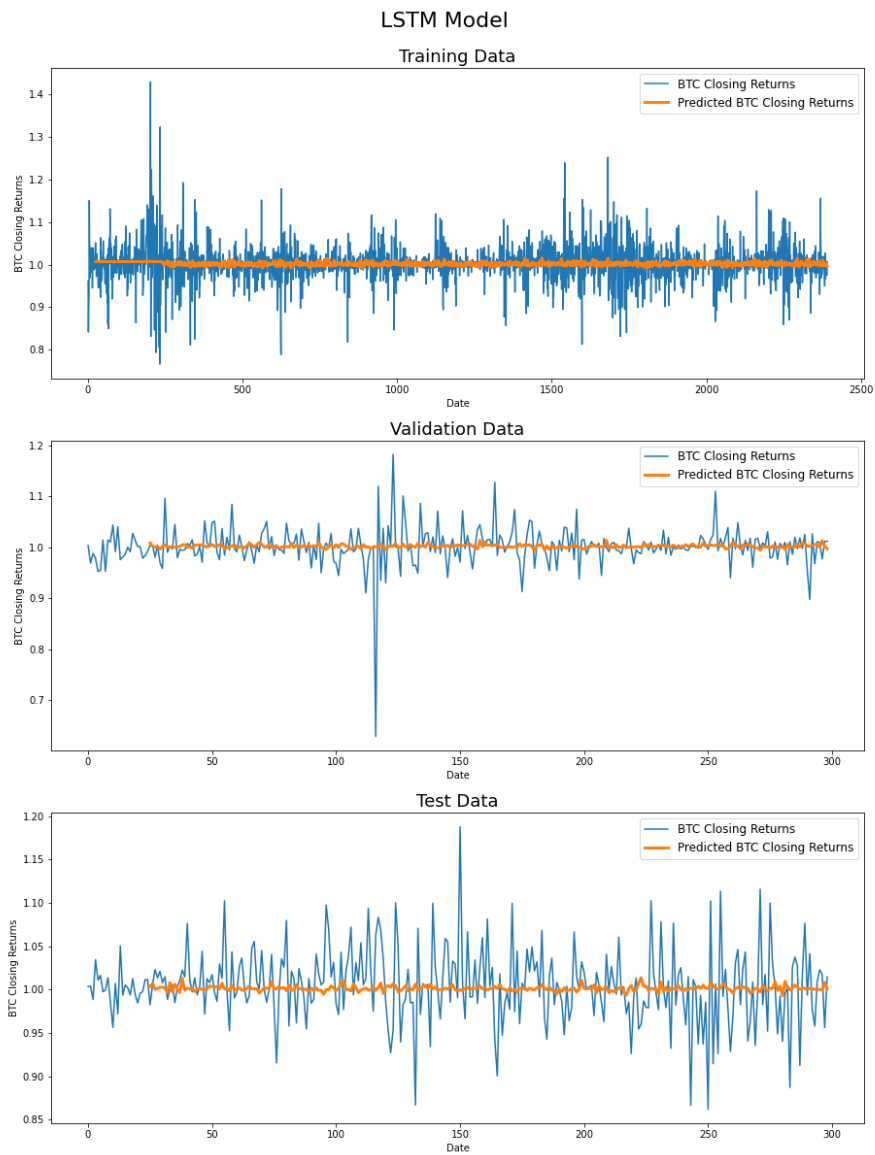 LSTM Model
Training Data
BTC Closing Returns
Predicted BTC Closing Returns
BTC Closing Returns
1.4
1.3
1.2
1.1
1.0
0.9
0.8
0 500 1000 1500 2000 2500
Date
Validation Data
BTC Closing Returns
Predicted BTC Closing Returns
BTC Closing Returns
1.2
1.1
1.0
0.9
0.8
0.7
0 50 100 150 200 250 300
Date
Test Data
BTC Closing Returns
Predicted BTC Closing Returns
BTC Closing Returns
1.20
1.15
1.10
1.05
1.00
0.95
0.90
0.85
0 50 100 150 200 250 300
Date